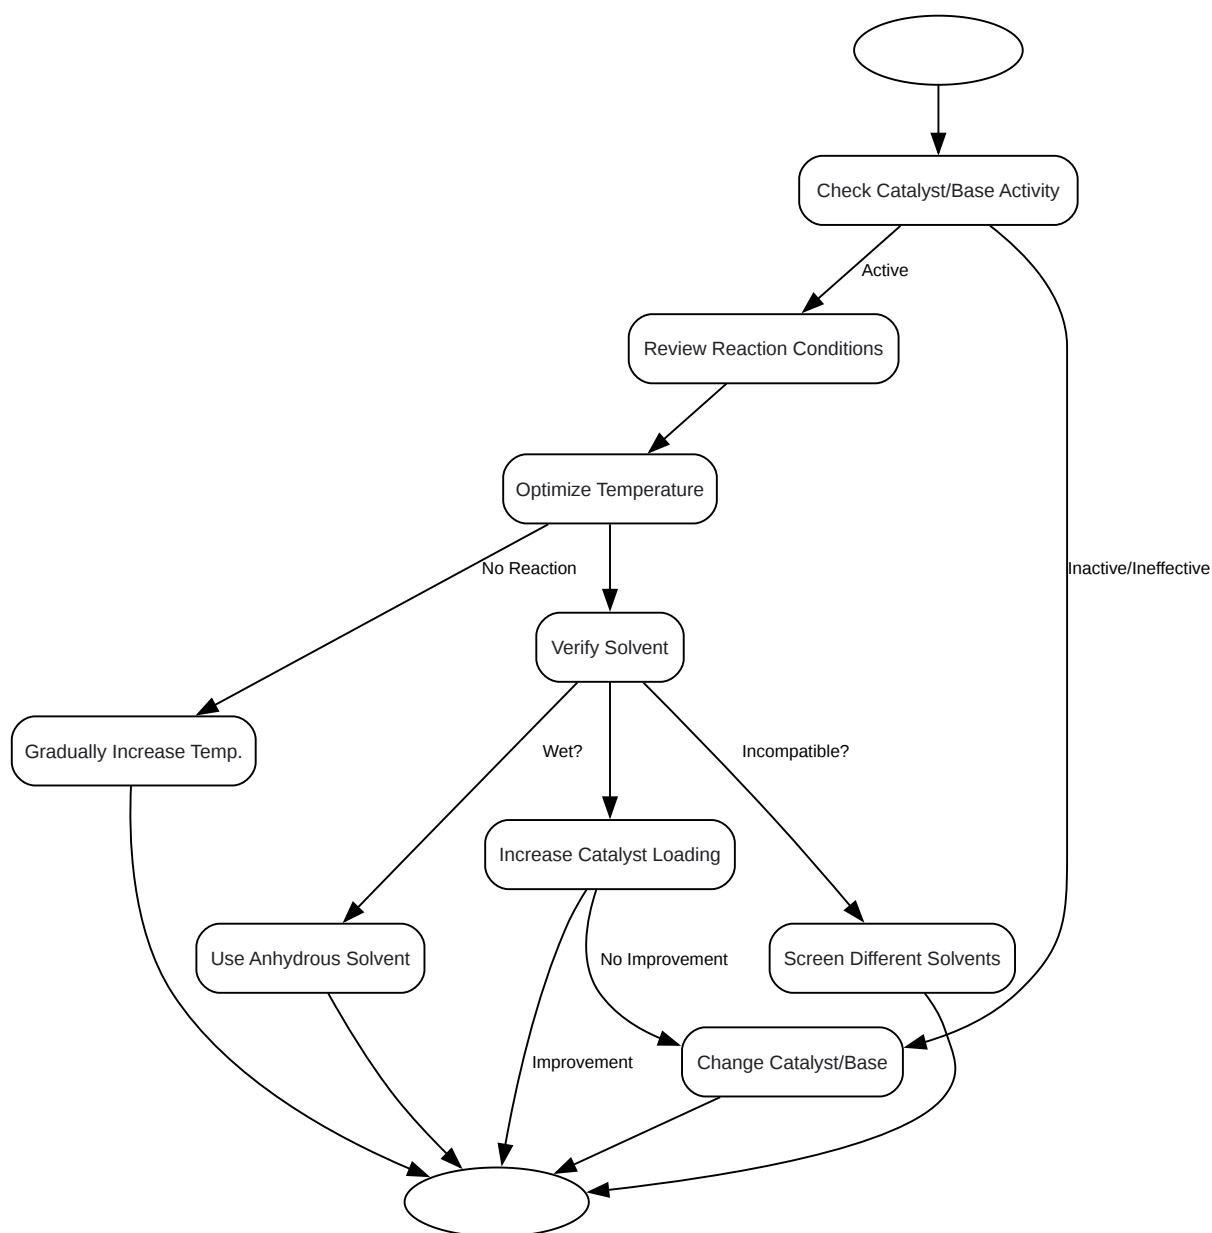 Check Catalyst/Base Activity
Active
Review Reaction Conditions
Optimize Temperature
No Reaction
Inactive/Ineffective
Verify Solvent
Gradually Increase Temp.
Wet?
Incompatible?
Increase Catalyst Loading
Use Anhydrous Solvent
No Improvement
Screen Different Solvents
Improvement
Change Catalyst/Base